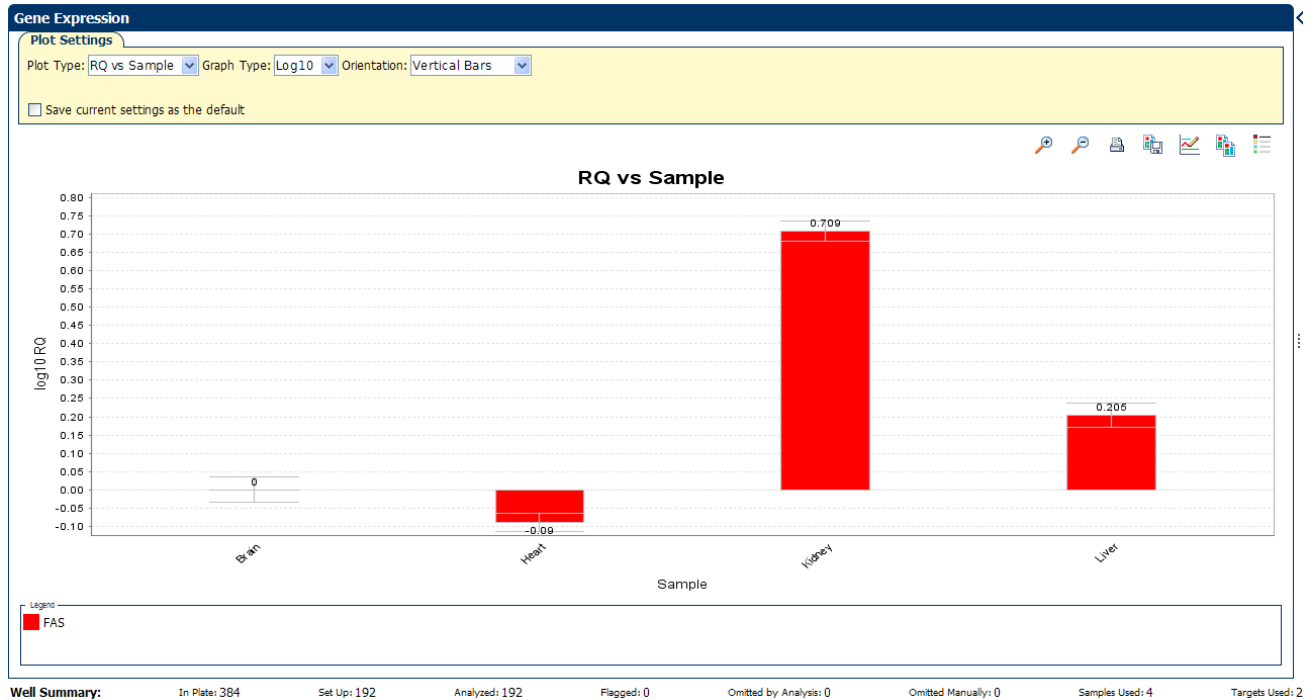 Gene Expression
Plot Settings
Plot Type: RQ vs Sample Graph Type: Log10 Orientation: Vertical Bars
Save current settings as the default
RQ vs Sample
0.80
0.75
0.70
0.65
0.60
0.55
0.50
0.45
0.40
0.35
0.30
0.25
0.20
0.15
0.10
0.05
0.00
-0.05
-0.10
log10 RQ
0
-0.09
0.709
0.205
Brain
Heart
Kidney
Liver
Sample
Legend
FAS
Well Summary: In Plate: 384 Set Up: 192 Analyzed: 192 Flagged: 0 Omitted by Analysis: 0 Omitted Manually: 0 Samples Used: 4 Targets Used: 2